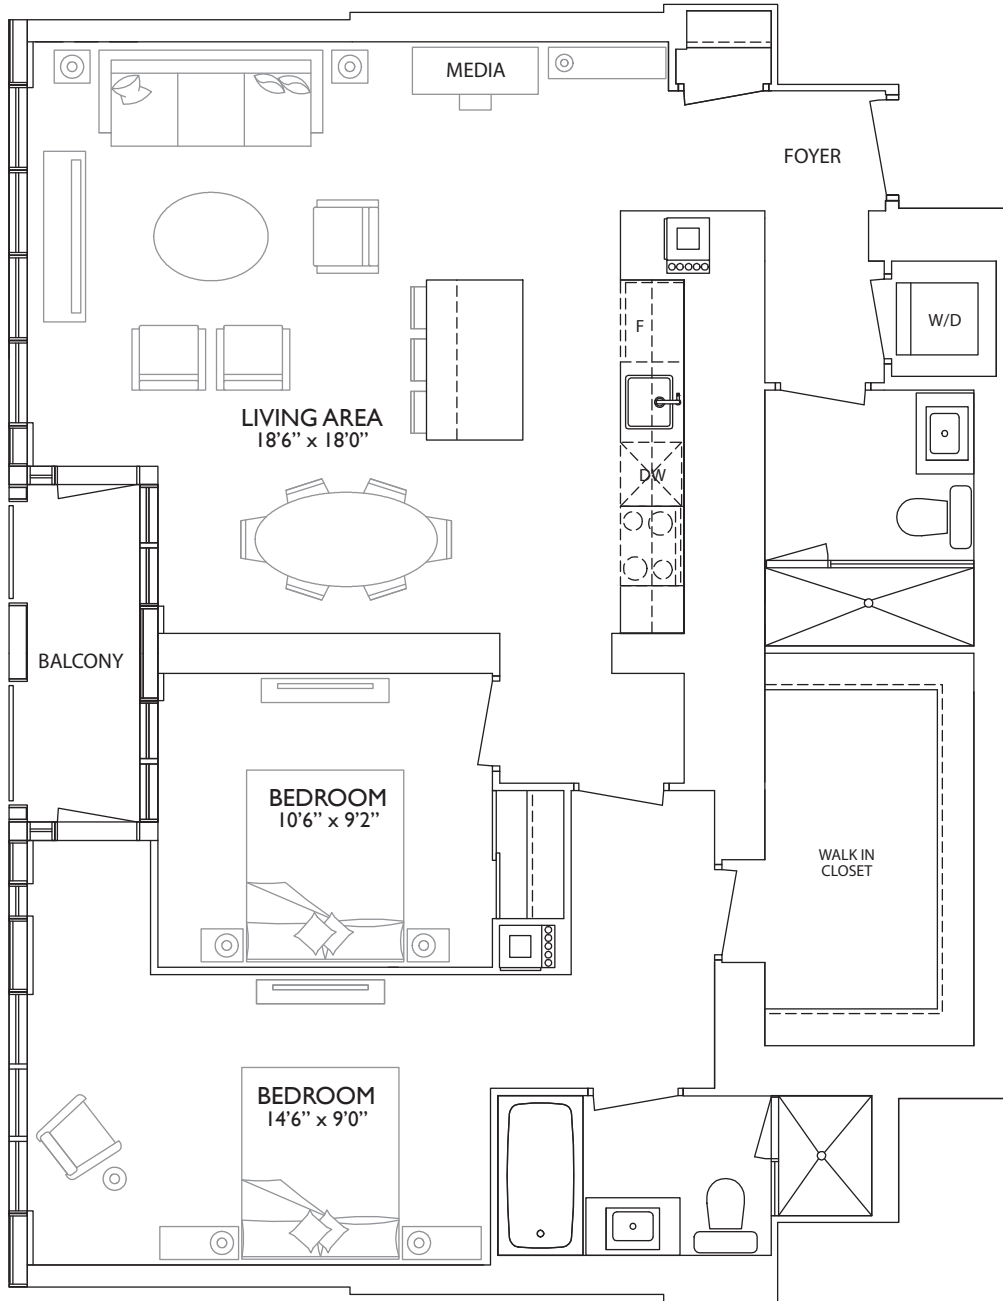 MEDIA
FOYER
W/D
F
LIVING AREA
18'6” x 18'0”
DW
BALCONY
BEDROOM
10'6” x 9'2”
WALK IN
CLOSET
BEDROOM
14'6” x 9'0”